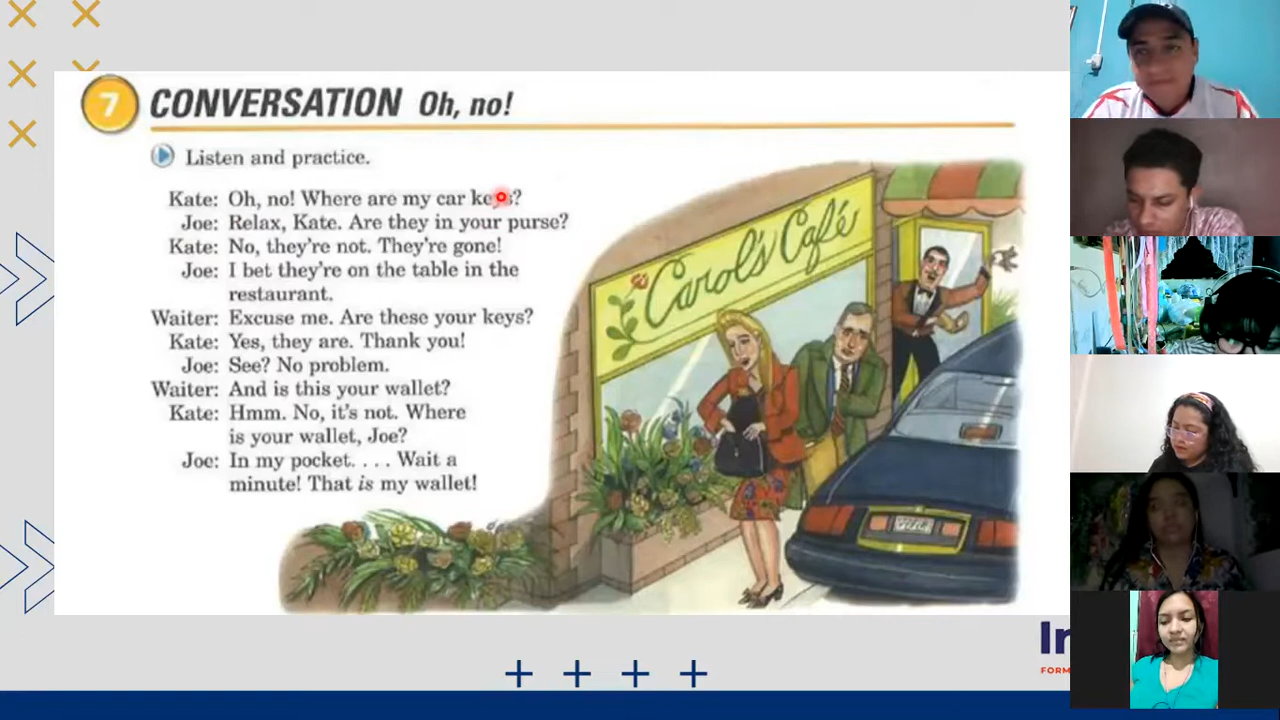 7 CONVERSATION Oh, no!
Listen and practice.
Kate: Oh, no! Where are my car keys?
Joe: Relax, Kate. Are they in your purse?
Kate: No, they're not. They're gone!
Joe: I bet they're on the table in the
restaurant.
Waiter: Excuse me. Are these your keys?
Kate: Yes, they are. Thank you!
Joe: See? No problem.
Waiter: And is this your wallet?
Kate: Hmm. No, it's not. Where
is your wallet, Joe?
Joe: In my pocket. . . . Wait a
minute! That is my wallet!
Carol's Café